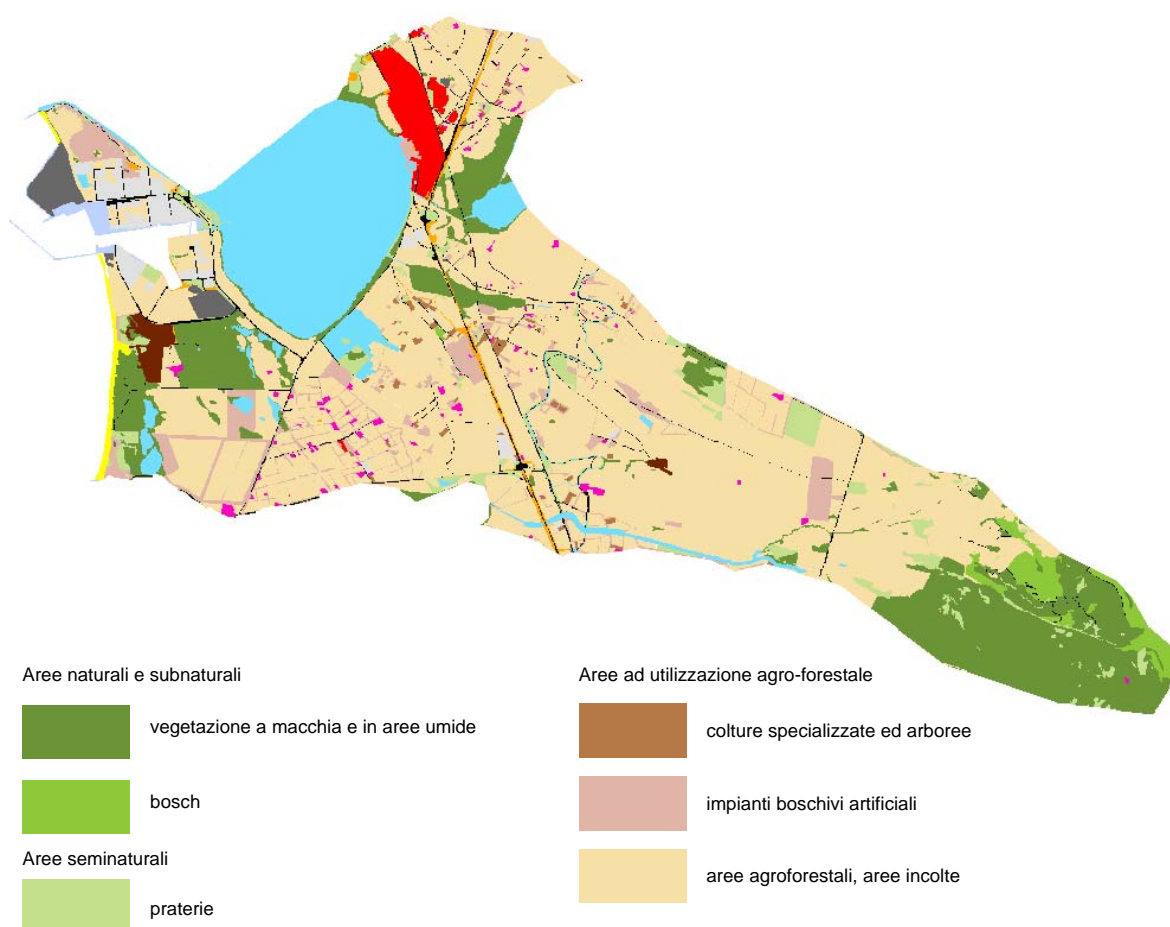 Aree naturali e subnaturali
vegetazione a macchia e in aree umide
bosch
Aree seminaturali
praterie
Aree ad utilizzazione agro-forestale
colture specializzate ed arboree
impianti boschivi artificiali
aree agroforestali, aree incolte